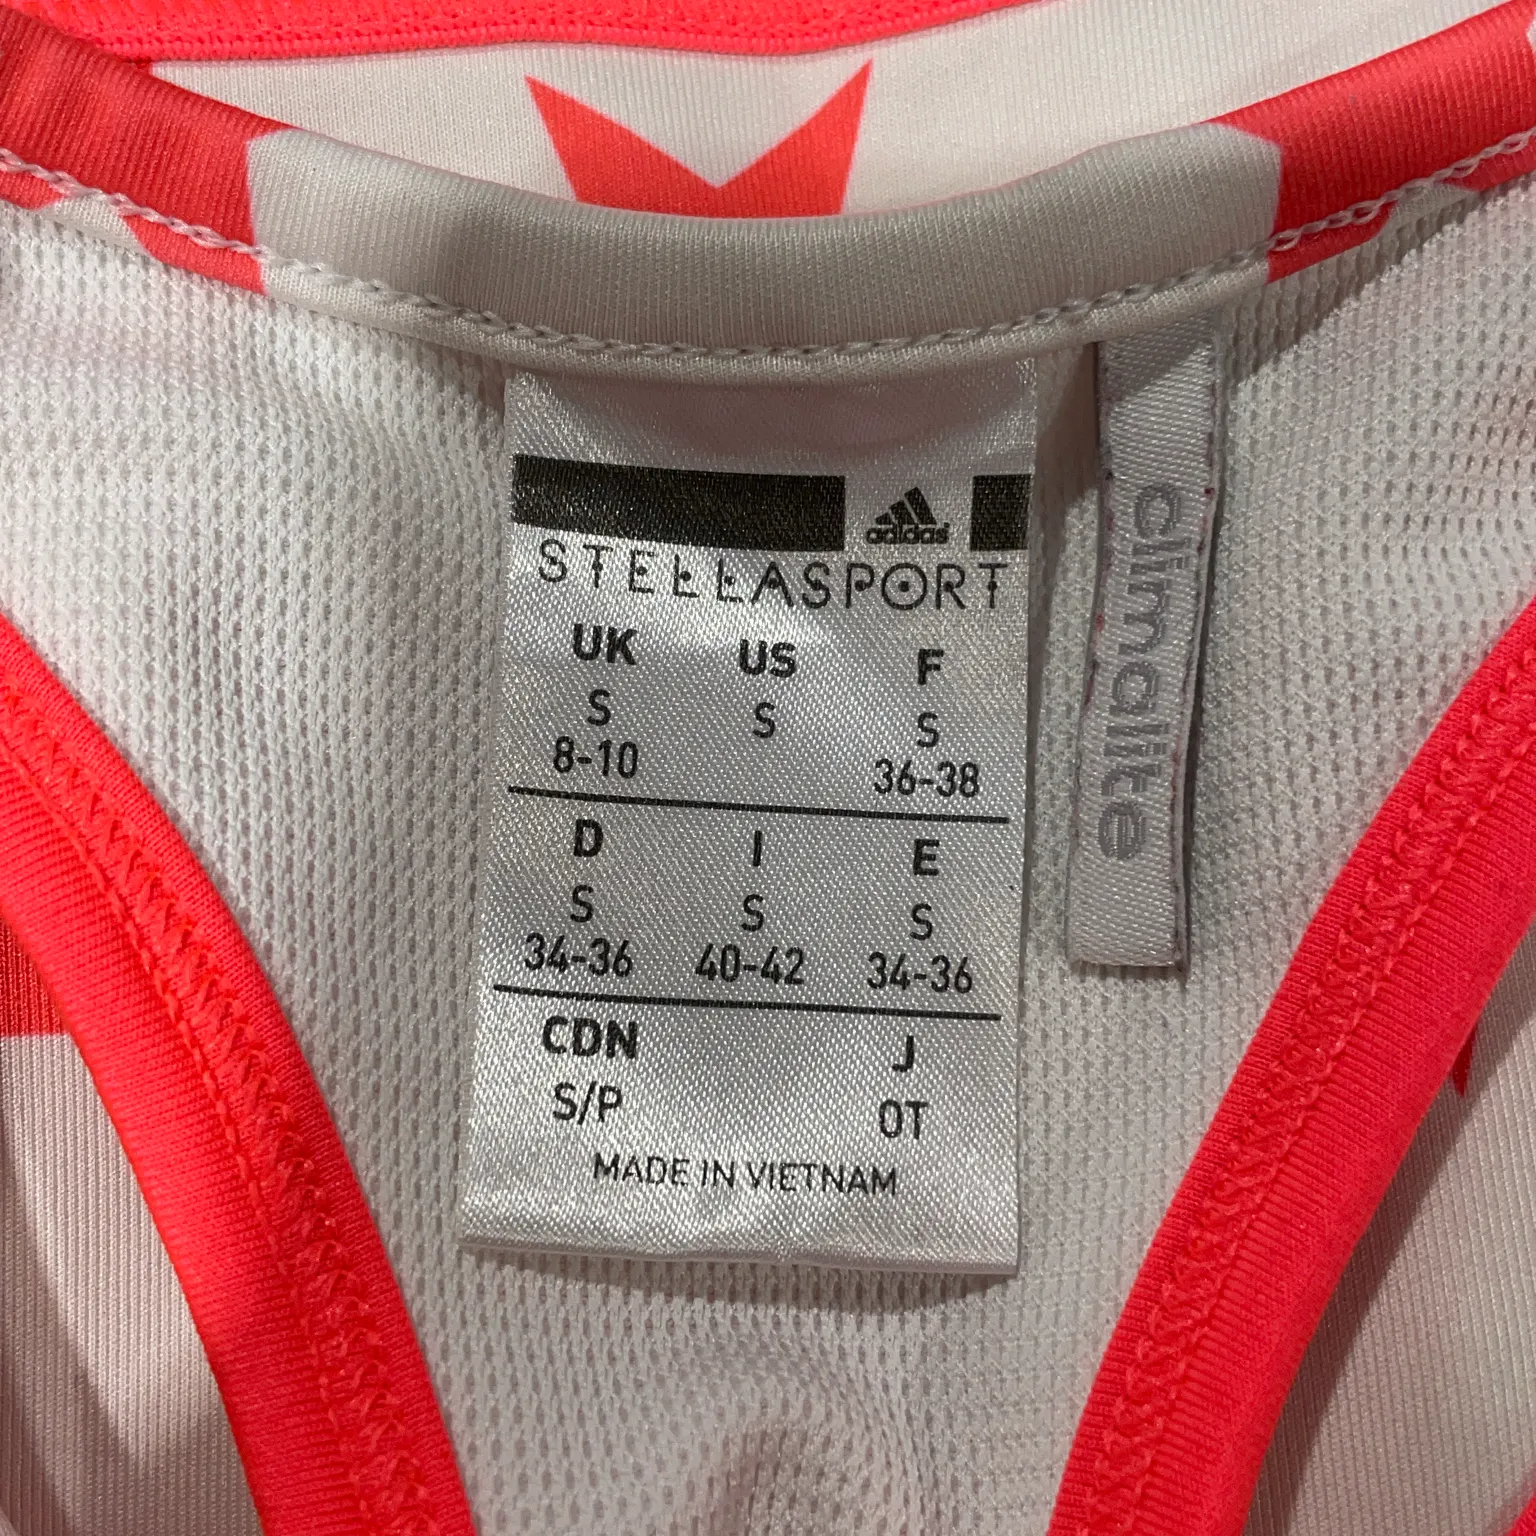 adidas
STELLASPORT
UK US F
S S S
8-10 36-38
D I E
S S S
34-36 40-42 34-36
CDN J
S/P OT
MADE IN VIETNAM
climalite